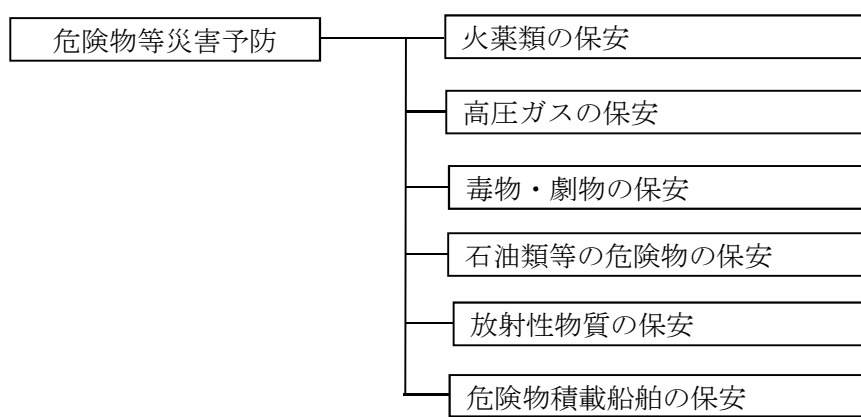 危険物等災害予防
火薬類の保安
高圧ガスの保安
毒物・劇物の保安
石油類等の危険物の保安
放射性物質の保安
危険物積載船舶の保安